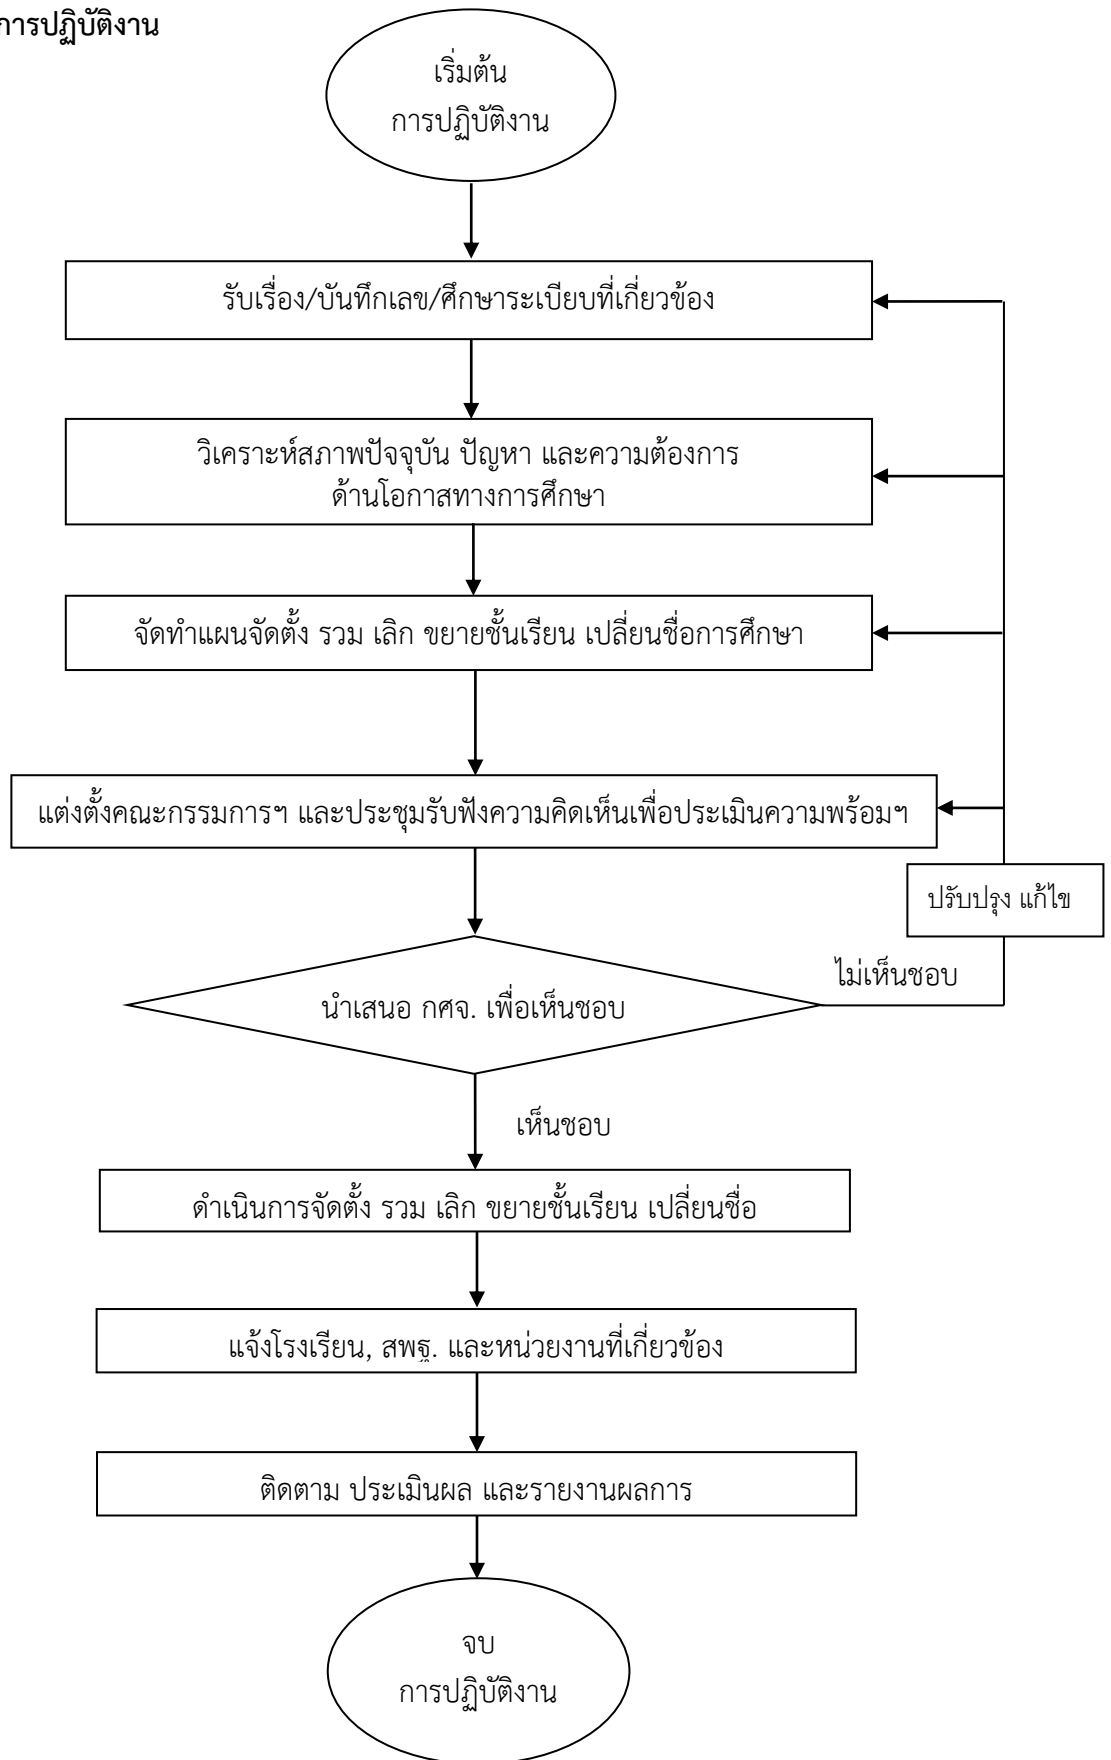 การปฏิบัติงาน
เริ่มต้น
การปฏิบัติงาน
รับเรื่อง/บันทึกเลข/ศึกษาระเบียบที่เกี่ยวข้อง
วิเคราะห์สภาพปัจจุบัน ปัญหา และความต้องการ
ด้านโอกาสทางการศึกษา
จัดทำแผนจัดตั้ง รวม เลิก ขยายชั้นเรียน เปลี่ยนชื่อการศึกษา
แต่งตั้งคณะกรรมการฯ และประชุมรับฟังความคิดเห็นเพื่อประเมินความพร้อมฯ
ปรับปรุง แก้ไข
ไม่เห็นชอบ
นำเสนอ กศจ. เพื่อเห็นชอบ
เห็นชอบ
ดำเนินการจัดตั้ง รวม เลิก ขยายชั้นเรียน เปลี่ยนชื่อ
แจ้งโรงเรียน, สพฐ. และหน่วยงานที่เกี่ยวข้อง
ติดตาม ประเมินผล และรายงานผลการ
จบ
การปฏิบัติงาน